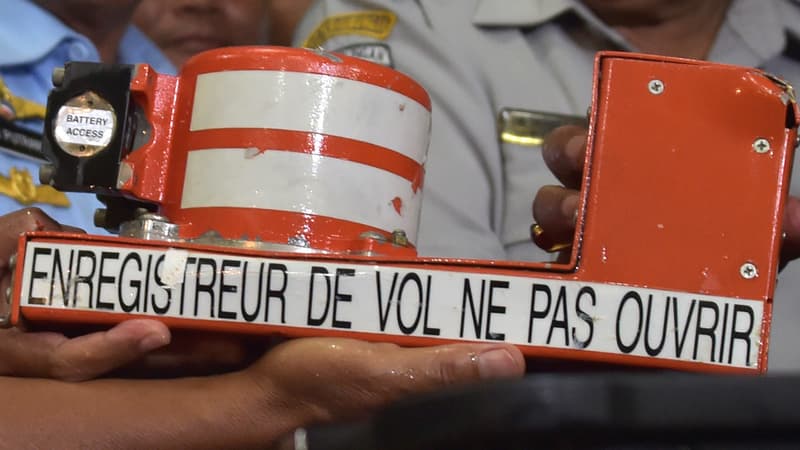 BATTERY
ACCESS
ENREGISTREUR DE VOL NE PAS OUVRIR